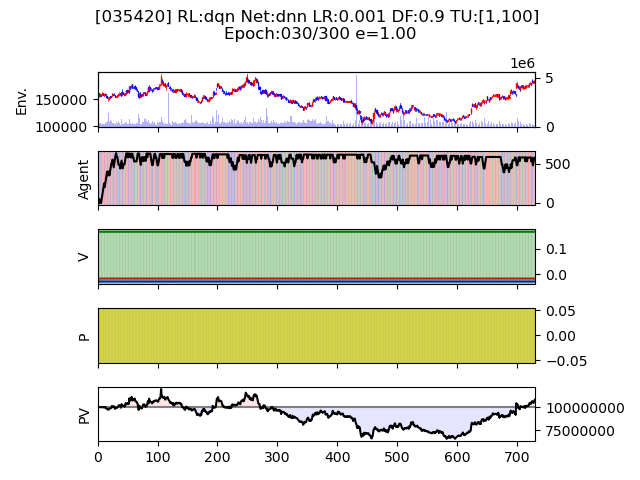 [035420] RL:dqn Net:dnn LR:0.001 DF:0.9 TU:[1,100]
Epoch:030/300 e=1.00
1e6
Env.
150000
100000
5
0
Agent
500
0
V
0.1
0.0
P
0.05
0.00
−0.05
PV
100000000
75000000
0 100 200 300 400 500 600 700